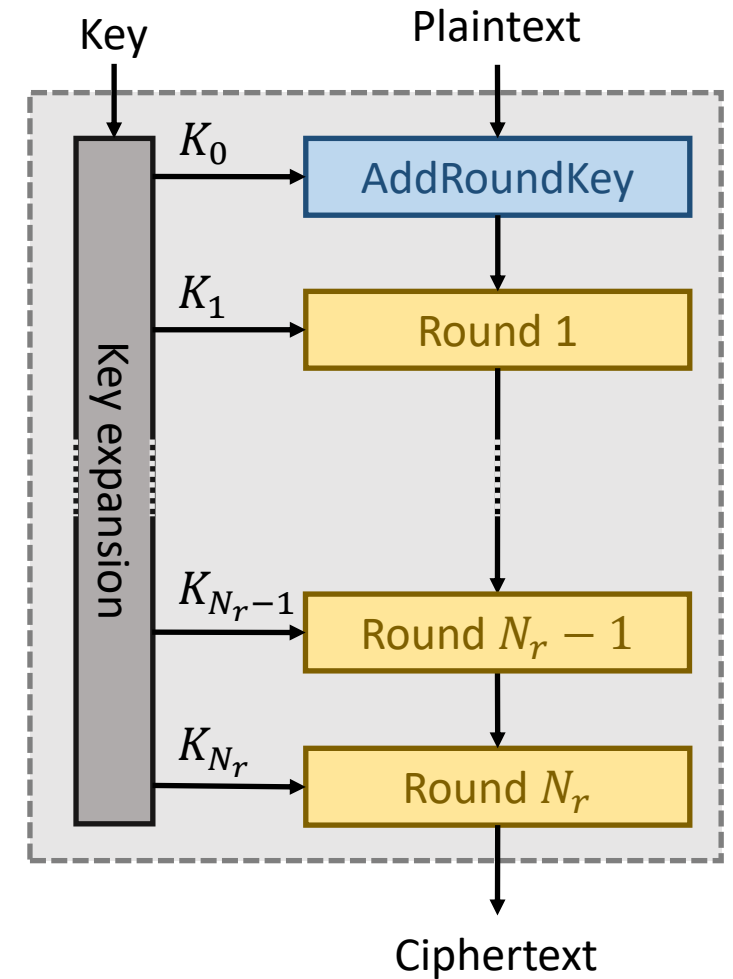 Key
Plaintext
K_0
AddRoundKey
K_1
Round 1
Key expansion
K_{N_r-1}
Round N_r − 1
K_{N_r}
Round N_r
Ciphertext